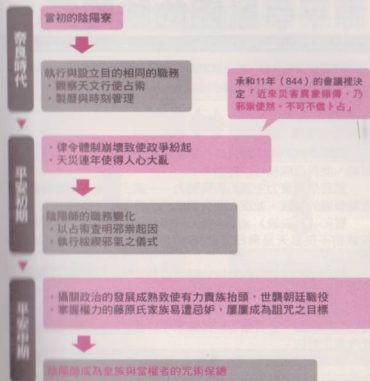 奈良時代
當初的陰陽寮
執行與設立目的相同的職務
・觀察天文行使占術
・製曆與時刻管理
承和11年（844）的會議裡決
定「近來災害異象頻傳，乃
邪祟使然。不可不信卜占」
平安初期
・律令體制崩壞致使政爭紛起
・天災連年使得人心大亂
陰陽師的職務變化
・以占術查明邪祟起因
・執行祓禊邪氣之儀式
平安中期
・攝關政治的發展成熟致使有力貴族抬頭，世襲朝廷職役
・掌握權力的藤原氏家族易遭忌妒，屢屢成為詛咒之目標
陰陽師成為皇族與當權者的咒術保鑣